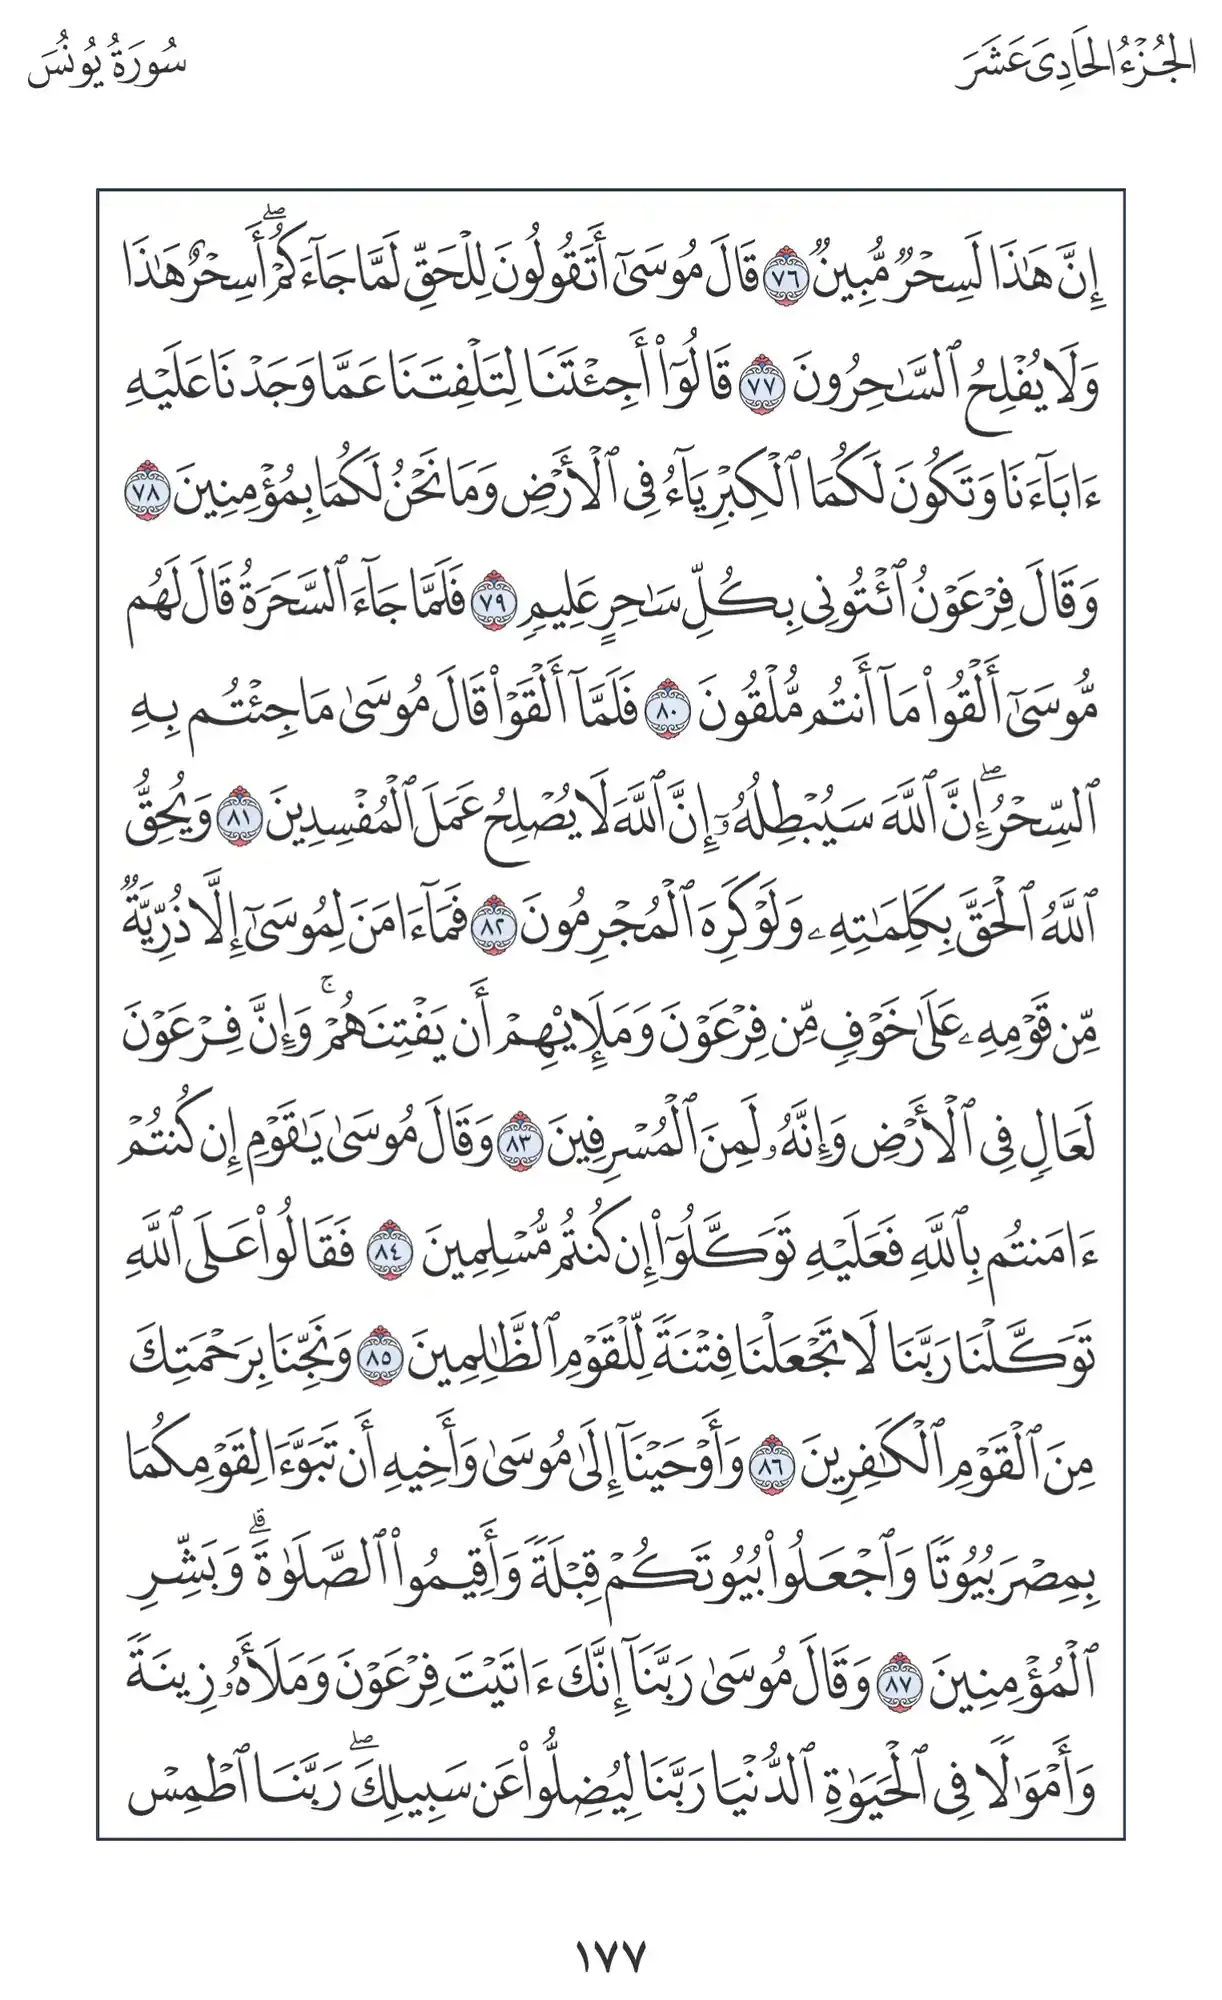 الجُزْءُ الحَادِيَ عَشَرَ
سُورَةُ يُونُسَ
إِنَّ هَٰذَا لَسِحْرٌ مُّبِينٌ ٧٦ قَالَ مُوسَىٰٓ أَتَقُولُونَ لِلْحَقِّ لَمَّا جَآءَكُمْۖ أَسِحْرٌ هَٰذَا
وَلَا يُفْلِحُ ٱلسَّٰحِرُونَ ٧٧ قَالُوٓا۟ أَجِئْتَنَا لِتَلْفِتَنَا عَمَّا وَجَدْنَا عَلَيْهِ
ءَابَآءَنَا وَتَكُونَ لَكُمَا ٱلْكِبْرِيَآءُ فِى ٱلْأَرْضِ وَمَا نَحْنُ لَكُمَا بِمُؤْمِنِينَ ٧٨
وَقَالَ فِرْعَوْنُ ٱئْتُونِى بِكُلِّ سَٰحِرٍ عَلِيمٍ ٧٩ فَلَمَّا جَآءَ ٱلسَّحَرَةُ قَالَ لَهُم
مُّوسَىٰٓ أَلْقُوا۟ مَآ أَنتُم مُّلْقُونَ ٨٠ فَلَمَّآ أَلْقَوْا۟ قَالَ مُوسَىٰ مَا جِئْتُم بِهِ
ٱلسِّحْرُۖ إِنَّ ٱللَّهَ سَيُبْطِلُهُۥٓ إِنَّ ٱللَّهَ لَا يُصْلِحُ عَمَلَ ٱلْمُفْسِدِينَ ٨١ وَيُحِقُّ
ٱللَّهُ ٱلْحَقَّ بِكَلِمَٰتِهِۦ وَلَوْ كَرِهَ ٱلْمُجْرِمُونَ ٨٢ فَمَآ ءَامَنَ لِمُوسَىٰٓ إِلَّا ذُرِّيَّةٌ
مِّن قَوْمِهِۦ عَلَىٰ خَوْفٍ مِّن فِرْعَوْنَ وَمَلَإِي۟هِمْ أَن يَفْتِنَهُمْۚ وَإِنَّ فِرْعَوْنَ
لَعَالٍ فِى ٱلْأَرْضِ وَإِنَّهُۥ لَمِنَ ٱلْمُسْرِفِينَ ٨٣ وَقَالَ مُوسَىٰ يَٰقَوْمِ إِن كُنتُمْ
ءَامَنتُم بِٱللَّهِ فَعَلَيْهِ تَوَكَّلُوٓا۟ إِن كُنتُم مُّسْلِمِينَ ٨٤ فَقَالُوا۟ عَلَى ٱللَّهِ
تَوَكَّلْنَا رَبَّنَا لَا تَجْعَلْنَا فِتْنَةً لِّلْقَوْمِ ٱلظَّٰلِمِينَ ٨٥ وَنَجِّنَا بِرَحْمَتِكَ
مِنَ ٱلْقَوْمِ ٱلْكَٰفِرِينَ ٨٦ وَأَوْحَيْنَآ إِلَىٰ مُوسَىٰ وَأَخِيهِ أَن تَبَوَّءَا لِقَوْمِكُمَا
بِمِصْرَ بُيُوتًا وَٱجْعَلُوا۟ بُيُوتَكُمْ قِبْلَةً وَأَقِيمُوا۟ ٱلصَّلَوٰةَۗ وَبَشِّرِ
ٱلْمُؤْمِنِينَ ٨٧ وَقَالَ مُوسَىٰ رَبَّنَآ إِنَّكَ ءَاتَيْتَ فِرْعَوْنَ وَمَلَأَهُۥ زِينَةً
وَأَمْوَٰلًا فِى ٱلْحَيَوٰةِ ٱلدُّنْيَا رَبَّنَا لِيُضِلُّوا۟ عَن سَبِيلِكَۖ رَبَّنَا ٱطْمِسْ
١٧٧